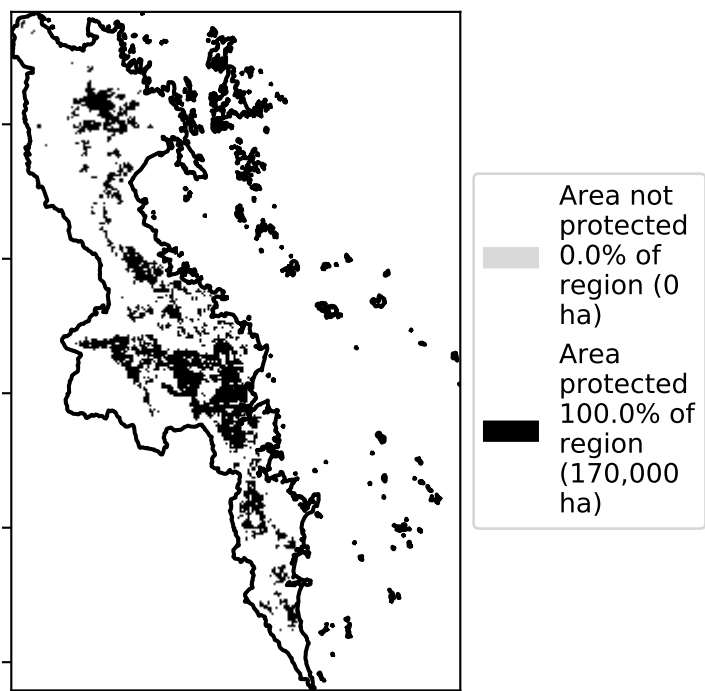 Area not
protected
0.0% of
region (0
ha)
Area
protected
100.0% of
region
(170,000
ha)